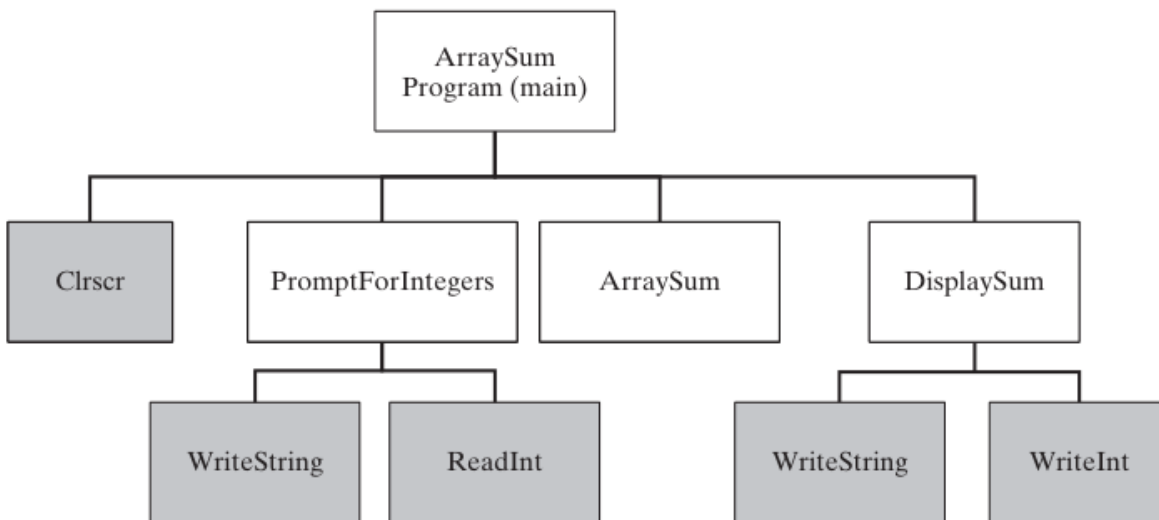 ArraySum
Program (main)
Clrscr
PromptForIntegers
ArraySum
DisplaySum
WriteString
ReadInt
WriteString
WriteInt